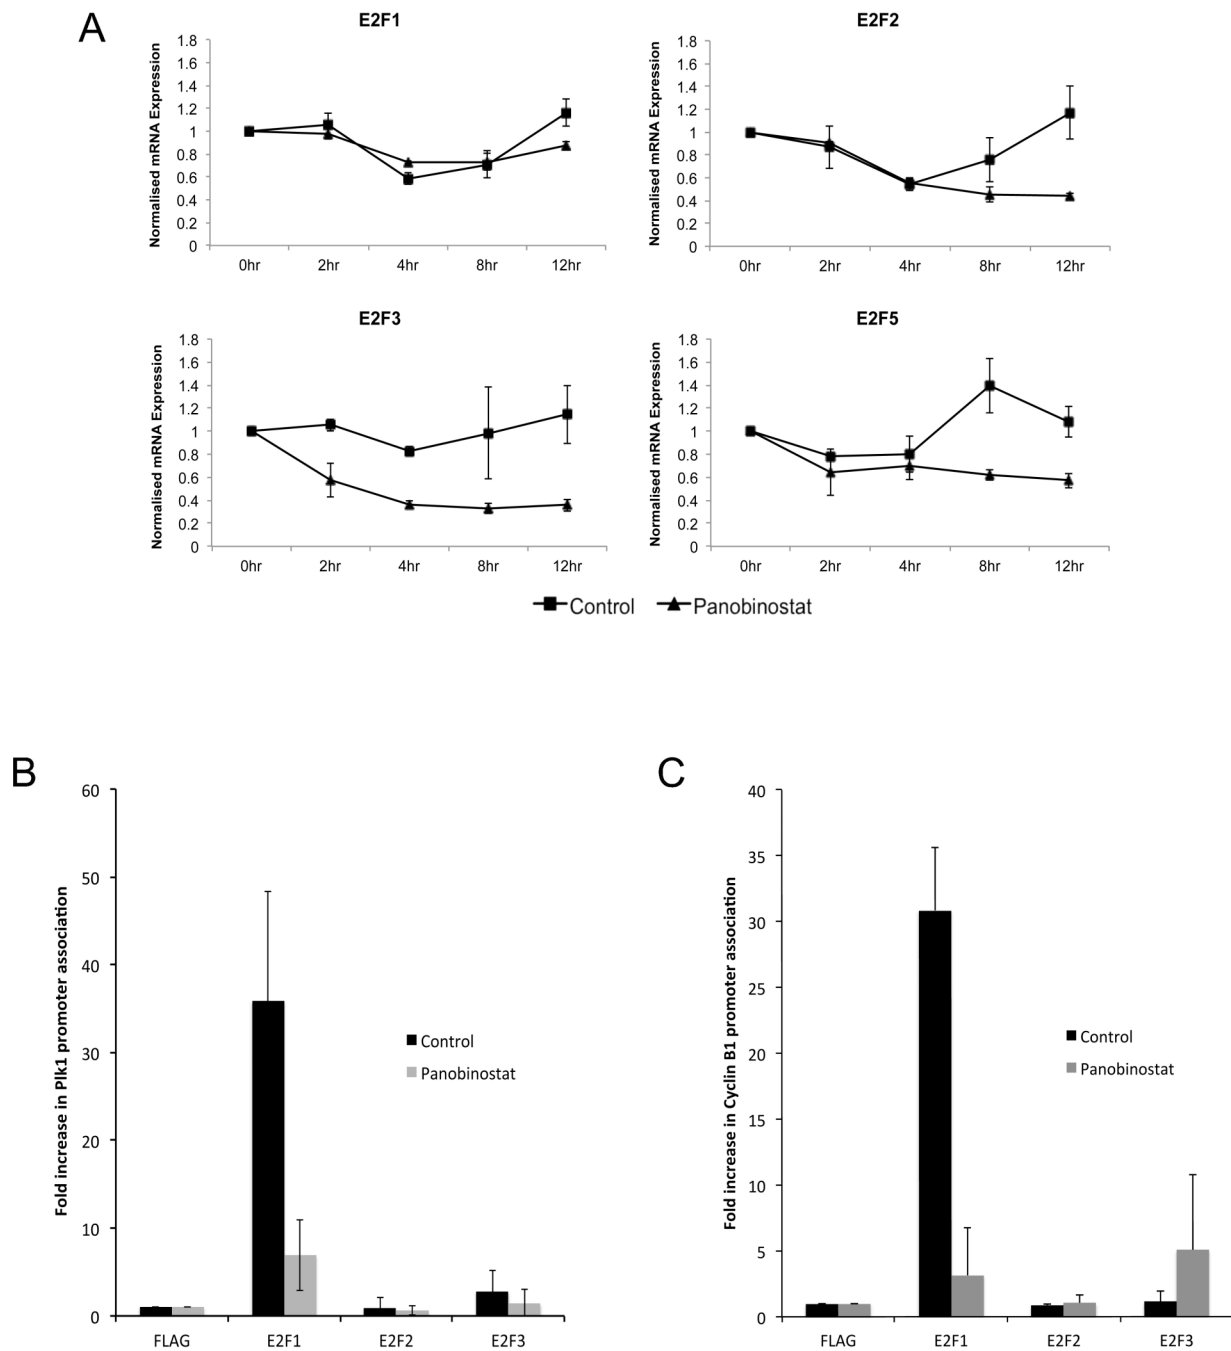 A
E2F1
E2F2
Normalised mRNA Expression
1.8
1.6
1.4
1.2
1
0.8
0.6
0.4
0.2
0
0hr 2hr 4hr 8hr 12hr
Normalised mRNA Expression
1.8
1.6
1.4
1.2
1
0.8
0.6
0.4
0.2
0
0hr 2hr 4hr 8hr 12hr
E2F3
E2F5
Normalised mRNA Expression
1.8
1.6
1.4
1.2
1
0.8
0.6
0.4
0.2
0
0hr 2hr 4hr 8hr 12hr
Normalised mRNA Expression
1.8
1.6
1.4
1.2
1
0.8
0.6
0.4
0.2
0
0hr 2hr 4hr 8hr 12hr
Control Panobinostat
B
Fold increase in Plk1 promoter association
60
50
40
30
20
10
0
Control
Panobinostat
FLAG E2F1 E2F2 E2F3
C
Fold increase in Cyclin B1 promoter association
40
35
30
25
20
15
10
5
0
Control
Panobinostat
FLAG E2F1 E2F2 E2F3